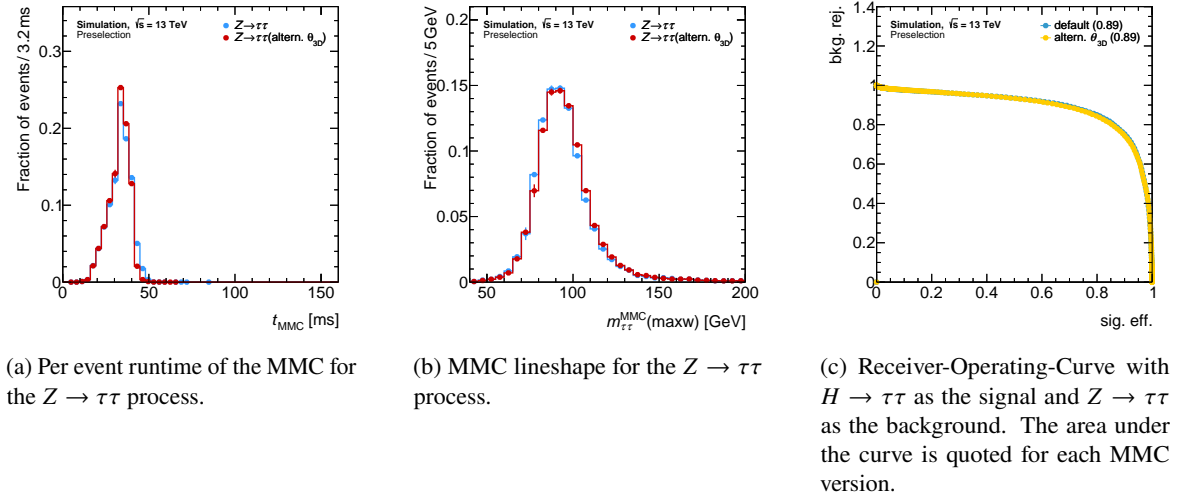 Fraction of events / 3.2 ms
Simulation, √s = 13 TeV
Preselection
Z→ττ
Z→ττ(altern. θ3D)
0.3
0.2
0.1
0
0 50 100 150
tMMC [ms]
Fraction of events / 5 GeV
Simulation, √s = 13 TeV
Preselection
Z→ττ
Z→ττ(altern. θ3D)
0.2
0.15
0.1
0.05
0
50 100 150 200
mττMMC(maxw) [GeV]
bkg. rej.
Simulation, √s = 13 TeV
Preselection
default (0.89)
altern. θ3D (0.89)
1.4
1.2
1
0.8
0.6
0.4
0.2
0
0 0.2 0.4 0.6 0.8 1
sig. eff.
(a) Per event runtime of the MMC for
the Z → ττ process.
(b) MMC lineshape for the Z → ττ
process.
(c) Receiver-Operating-Curve with
H → ττ as the signal and Z → ττ
as the background. The area under
the curve is quoted for each MMC
version.